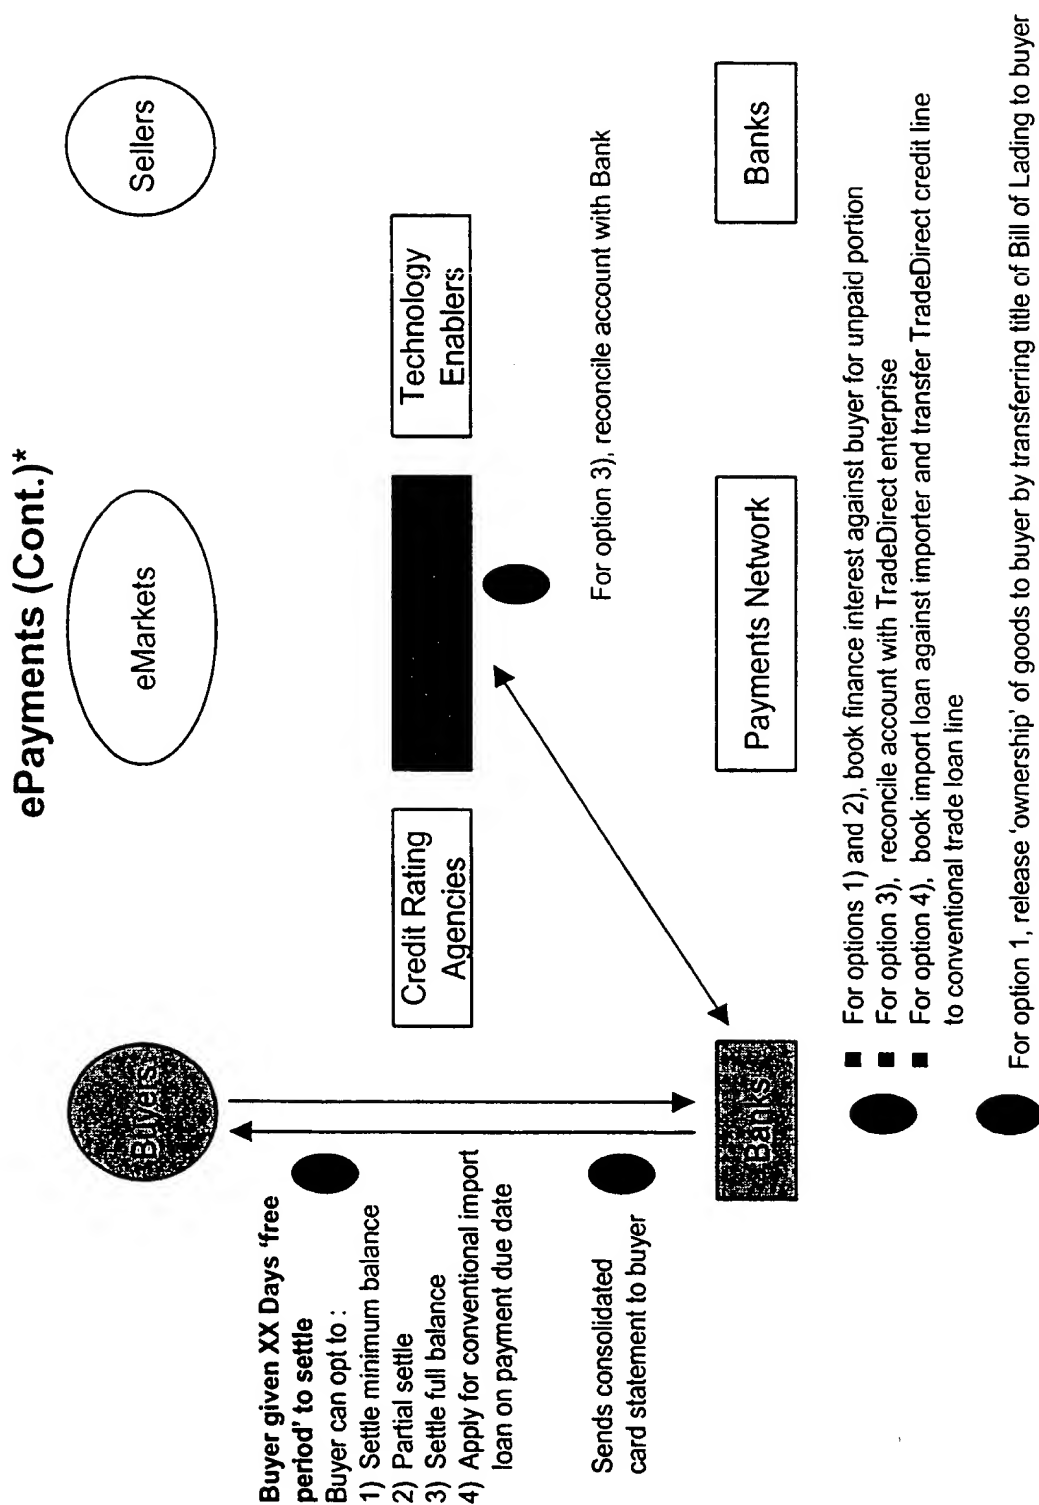 ePayments (Cont.)*
Buyers
eMarkets
Sellers
Buyer given XX Days 'free
period' to settle
Buyer can opt to :
1) Settle minimum balance
2) Partial settle
3) Settle full balance
4) Apply for conventional import
loan on payment due date
Credit Rating
Agencies
Technology
Enablers
For option 3), reconcile account with Bank
Sends consolidated
card statement to buyer
Banks
Payments Network
Banks
For options 1) and 2), book finance interest against buyer for unpaid portion
For option 3), reconcile account with TradeDirect enterprise
For option 4), book import loan against importer and transfer TradeDirect credit line
to conventional trade loan line
For option 1, release 'ownership' of goods to buyer by transferring title of Bill of Lading to buyer